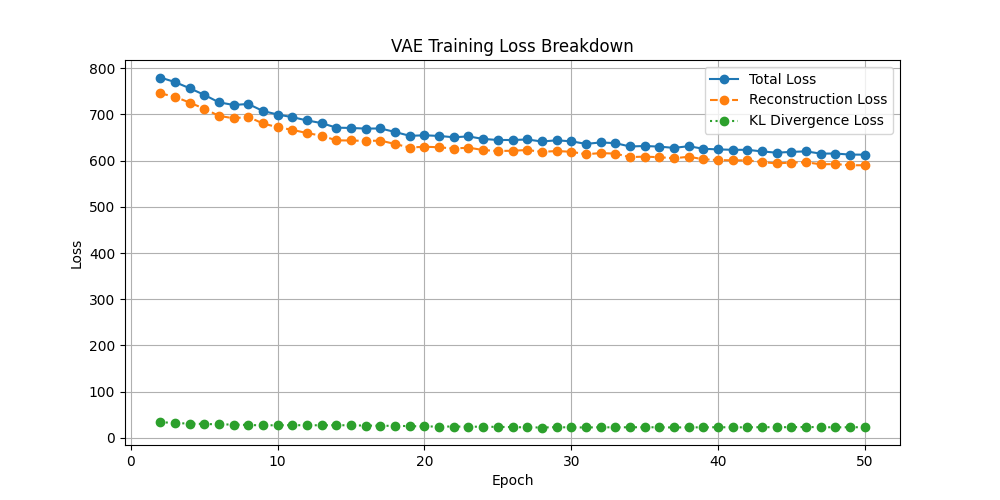 VAE Training Loss Breakdown
Total Loss
Reconstruction Loss
KL Divergence Loss
Loss
800
700
600
500
400
300
200
100
0
0 10 20 30 40 50
Epoch